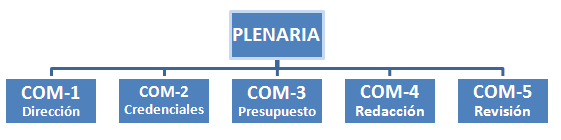 PLENARIA
COM-1
Dirección
COM-2
Credenciales
COM-3
Presupuesto
COM-4
Redacción
COM-5
Revisión